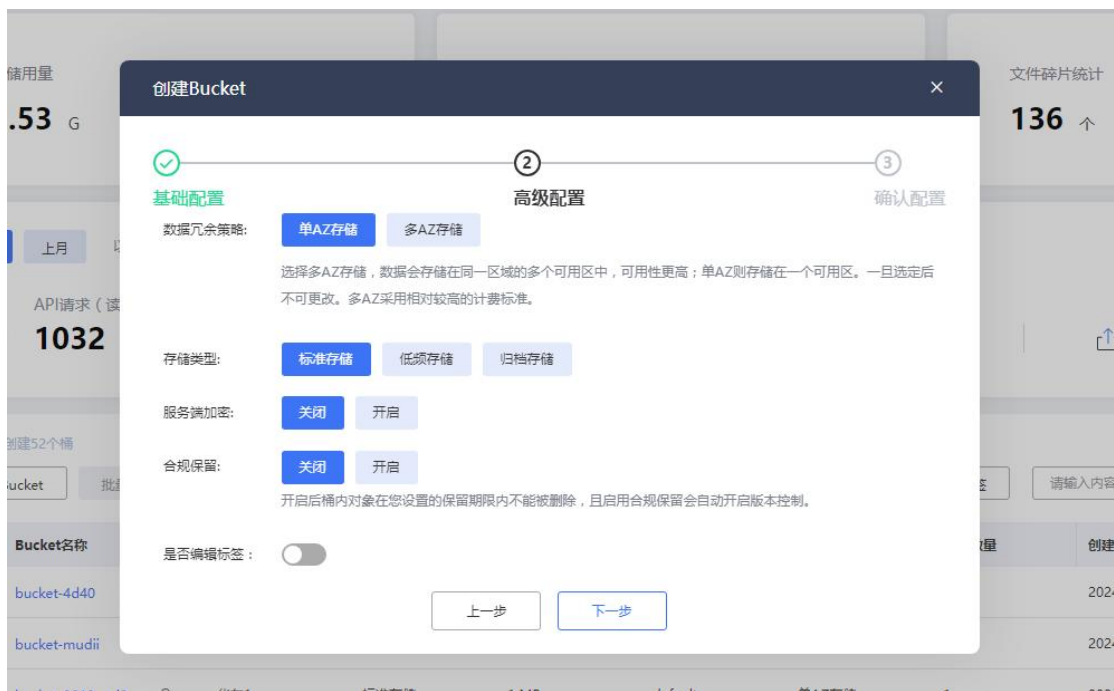 储用量
文件碎片统计
.53 G
136 个
创建Bucket
2
3
基础配置
高级配置
确认配置
数据冗余策略:
单AZ存储
多AZ存储
上月
选择多AZ存储，数据会存储在同一区域的多个可用区中，可用性更高；单AZ则存储在一个可用区。一旦选定后
不可更改。多AZ采用相对较高的计费标准。
API请求（读
1032
存储类型:
标准存储
低频存储
归档存储
服务端加密:
关闭
开启
创建52个桶
合规保留:
关闭
开启
ucket
请输入内容
开启后桶内对象在您设置的保留期限内不能被删除，且启用合规保留会自动开启版本控制。
Bucket名称
是否编辑标签：
量
创建
bucket-4d40
2024
上一步
下一步
bucket-mudii
2024